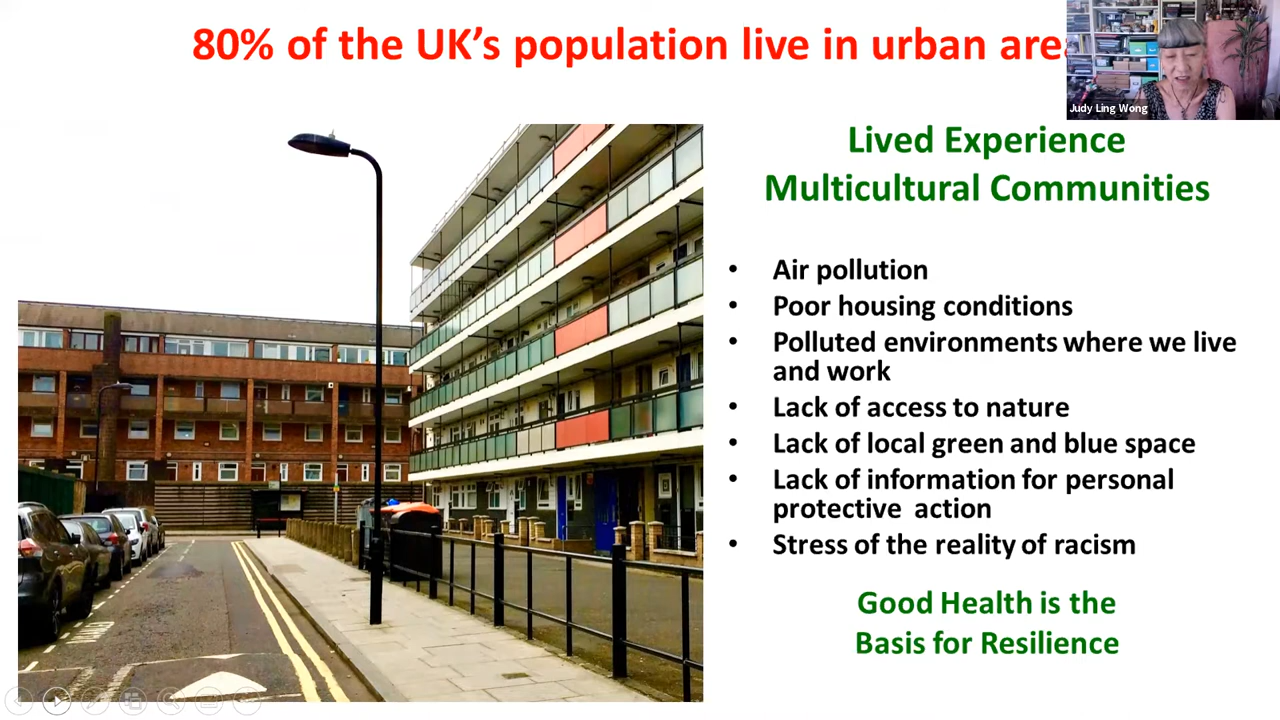 80% of the UK's population live in urban
Judy Ling Wong
Lived Experience
Multicultural Communities
• Air pollution
• Poor housing conditions
• Polluted environments where we live
and work
• Lack of access to nature
• Lack of local green and blue space
• Lack of information for personal
protective action
• Stress of the reality of racism
Good Health is the
Basis for Resilience